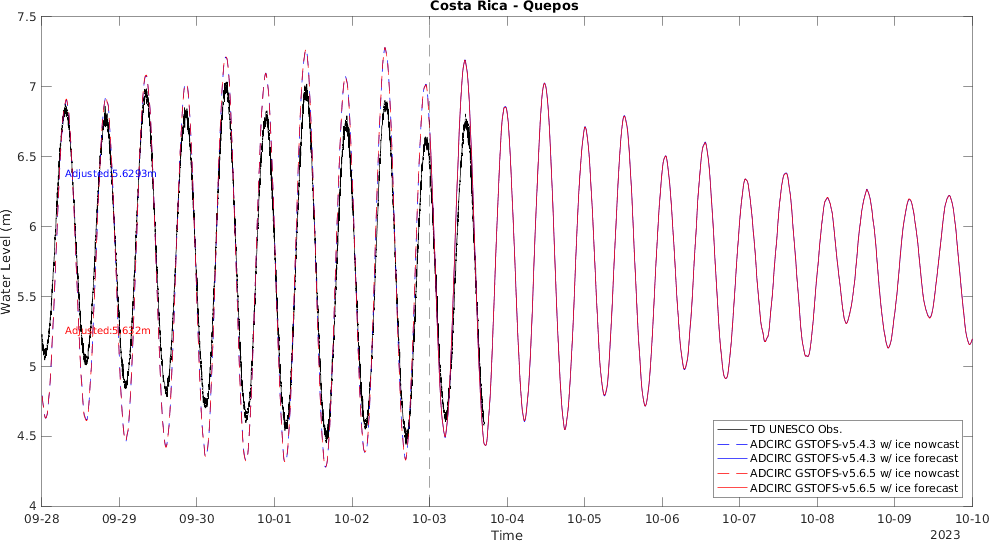 Costa Rica - Quepos
7.5
7
6.5
6
5.5
5
4.5
4
Water Level (m)
Adjusted:5.6293m
Adjusted:5.632m
TD UNESCO Obs.
ADCIRC GSTOFS-v5.4.3 w/ ice nowcast
ADCIRC GSTOFS-v5.4.3 w/ ice forecast
ADCIRC GSTOFS-v5.6.5 w/ ice nowcast
ADCIRC GSTOFS-v5.6.5 w/ ice forecast
09-28 09-29 09-30 10-01 10-02 10-03 10-04 10-05 10-06 10-07 10-08 10-09 10-10
Time
2023